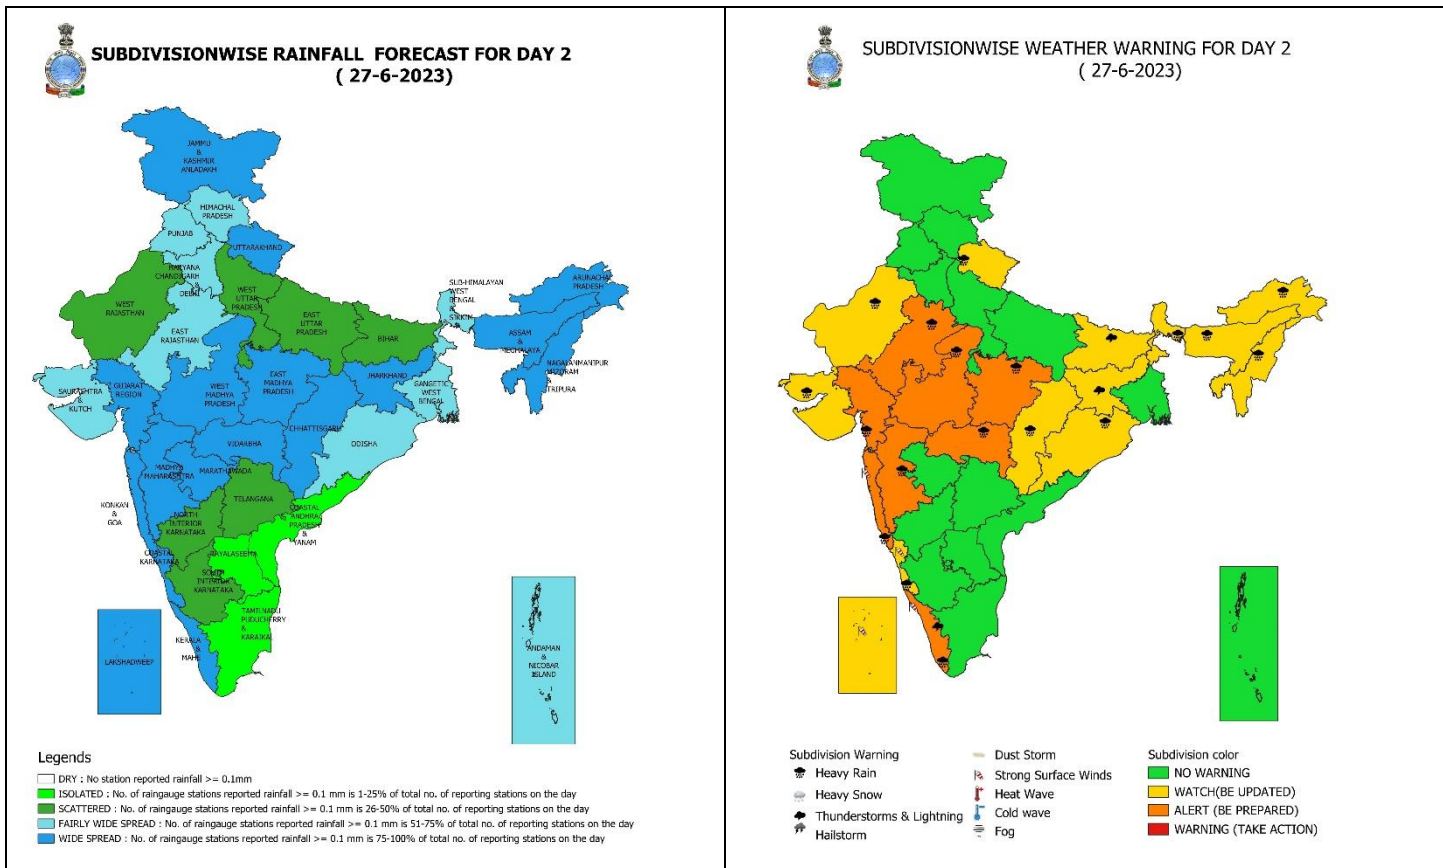 SUBDIVISIONWISE RAINFALL FORECAST FOR DAY 2
( 27-6-2023)
JAMMU
&
KASHMIR
ANLADAKH
HIMACHAL
PRADESH
PUNJAB
UTTARAKHAND
HARYANA
CHANDIGARH
&
DELHI
WEST
RAJASTHAN
WEST
UTTAR
PRADESH
EAST
UTTAR
PRADESH
EAST
RAJASTHAN
BIHAR
SUB-HIMALAYAN
WEST
BENGAL
&
SIKKIM
ARUNACHAL
PRADESH
ASSAM
&
MEGHALAYA
NAGALANMANIPUR
MIZORAM
&
TRIPURA
SAURASHTRA
&
KUTCH
GUJARAT
REGION
WEST
MADHYA
PRADESH
EAST
MADHYA
PRADESH
JHARKHAND
GANGETIC
WEST
BENGAL
CHHATTISGARH
ODISHA
VIDARBHA
MADHYA
MAHARASHTRA
MARATHAWADA
TELANGANA
KONKAN
&
GOA
NORTH
INTERIOR
KARNATAKA
COASTAL
ANDHRA
PRADESH
&
YANAM
COASTAL
KARNATAKA
RAYALASEEMA
SOUTH
INTERIOR
KARNATAKA
TAMILNADU
PUDUCHERRY
&
KARAIKAL
KERALA
&
MAHE
LAKSHADWEEP
ANDAMAN
&
NICOBAR
ISLAND
Legends
DRY : No station reported rainfall >= 0.1mm
ISOLATED : No. of raingauge stations reported rainfall >= 0.1 mm is 1-25% of total no. of reporting stations on the day
SCATTERED : No. of raingauge stations reported rainfall >= 0.1 mm is 26-50% of total no. of reporting stations on the day
FAIRLY WIDE SPREAD : No. of raingauge stations reported rainfall >= 0.1 mm is 51-75% of total no. of reporting stations on the day
WIDE SPREAD : No. of raingauge stations reported rainfall >= 0.1 mm is 75-100% of total no. of reporting stations on the day
SUBDIVISIONWISE WEATHER WARNING FOR DAY 2
( 27-6-2023)
Subdivision Warning
Heavy Rain
Heavy Snow
Thunderstorms & Lightning
Hailstorm
Dust Storm
Strong Surface Winds
Heat Wave
Cold wave
Fog
Subdivision color
NO WARNING
WATCH(BE UPDATED)
ALERT (BE PREPARED)
WARNING (TAKE ACTION)